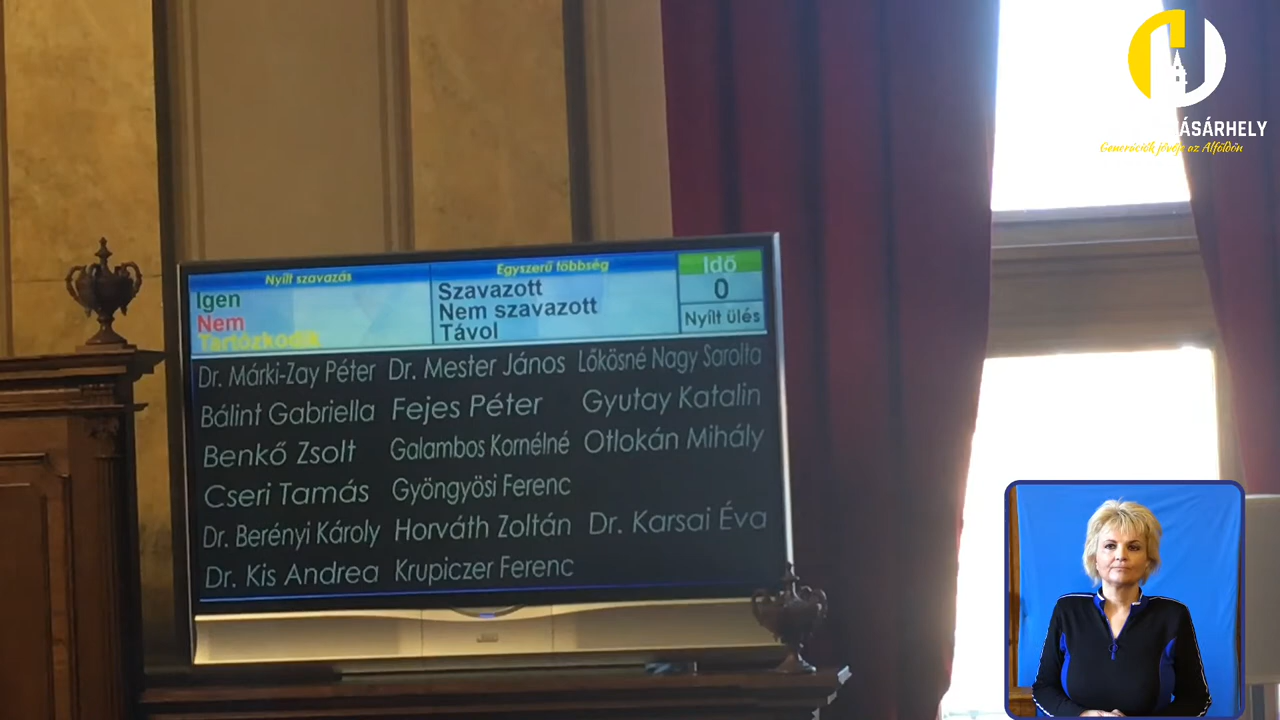 ÁSÁRHELY
Generációk jövője az Alföldön
Nyílt szavazás
Egyszerű többség
Idő
Igen
Nem
Tartózkodik
Szavazott
Nem szavazott
Távol
0
Nyílt ülés
Dr. Márki-Zay Péter Dr. Mester János Lőkösné Nagy Sarolta
Bálint Gabriella Fejes Péter Gyutay Katalin
Benkő Zsolt Galambos Kornélné Otlokán Mihály
Cseri Tamás Gyöngyösi Ferenc
Dr. Berényi Károly Horváth Zoltán Dr. Karsai Éva
Dr. Kis Andrea Krupiczer Ferenc